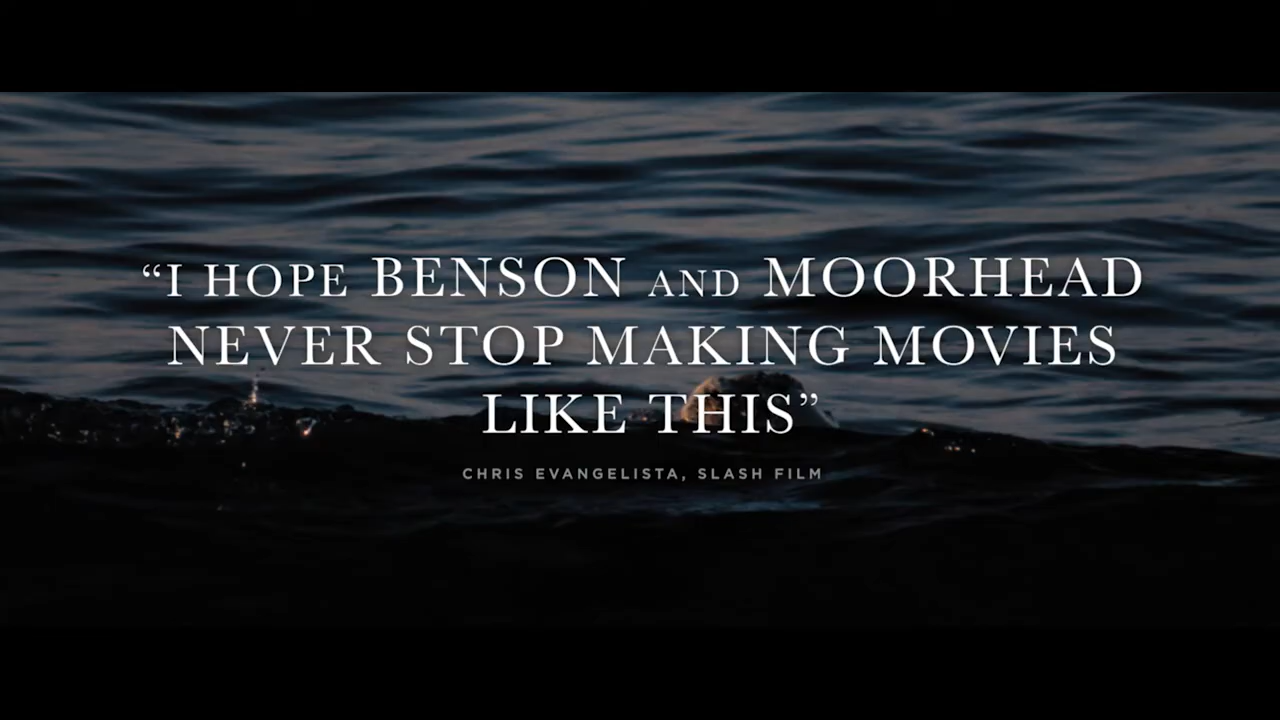 “I HOPE BENSON AND MOORHEAD
NEVER STOP MAKING MOVIES
LIKE THIS”
CHRIS EVANGELISTA, SLASH FILM